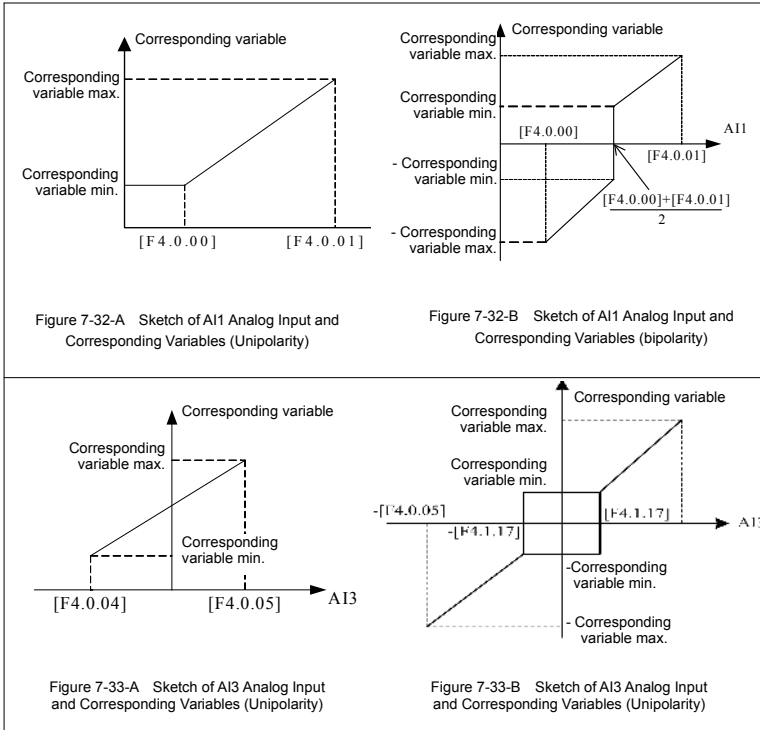 Corresponding variable
Corresponding
variable max.
Corresponding
variable min.
[F4.0.00]
[F4.0.01]
Figure 7-32-A Sketch of AI1 Analog Input and
Corresponding Variables (Unipolarity)
Corresponding variable
Corresponding
variable max.
Corresponding
variable min.
[F4.0.00]
AI1
[F4.0.01]
- Corresponding
variable min.
[F4.0.00]+[F4.0.01]
2
- Corresponding
variable max.
Figure 7-32-B Sketch of AI1 Analog Input and
Corresponding Variables (bipolarity)
Corresponding variable
Corresponding
variable max.
Corresponding
variable min.
[F4.0.04]
[F4.0.05]
AI3
Figure 7-33-A Sketch of AI3 Analog Input
and Corresponding Variables (Unipolarity)
Corresponding variable
Corresponding
variable max.
Corresponding
variable min.
-[F4.0.05]
-[F4.1.17]
[F4.1.17]
AI3
-Corresponding
variable min.
- Corresponding
variable max.
Figure 7-33-B Sketch of AI3 Analog Input
and Corresponding Variables (Unipolarity)